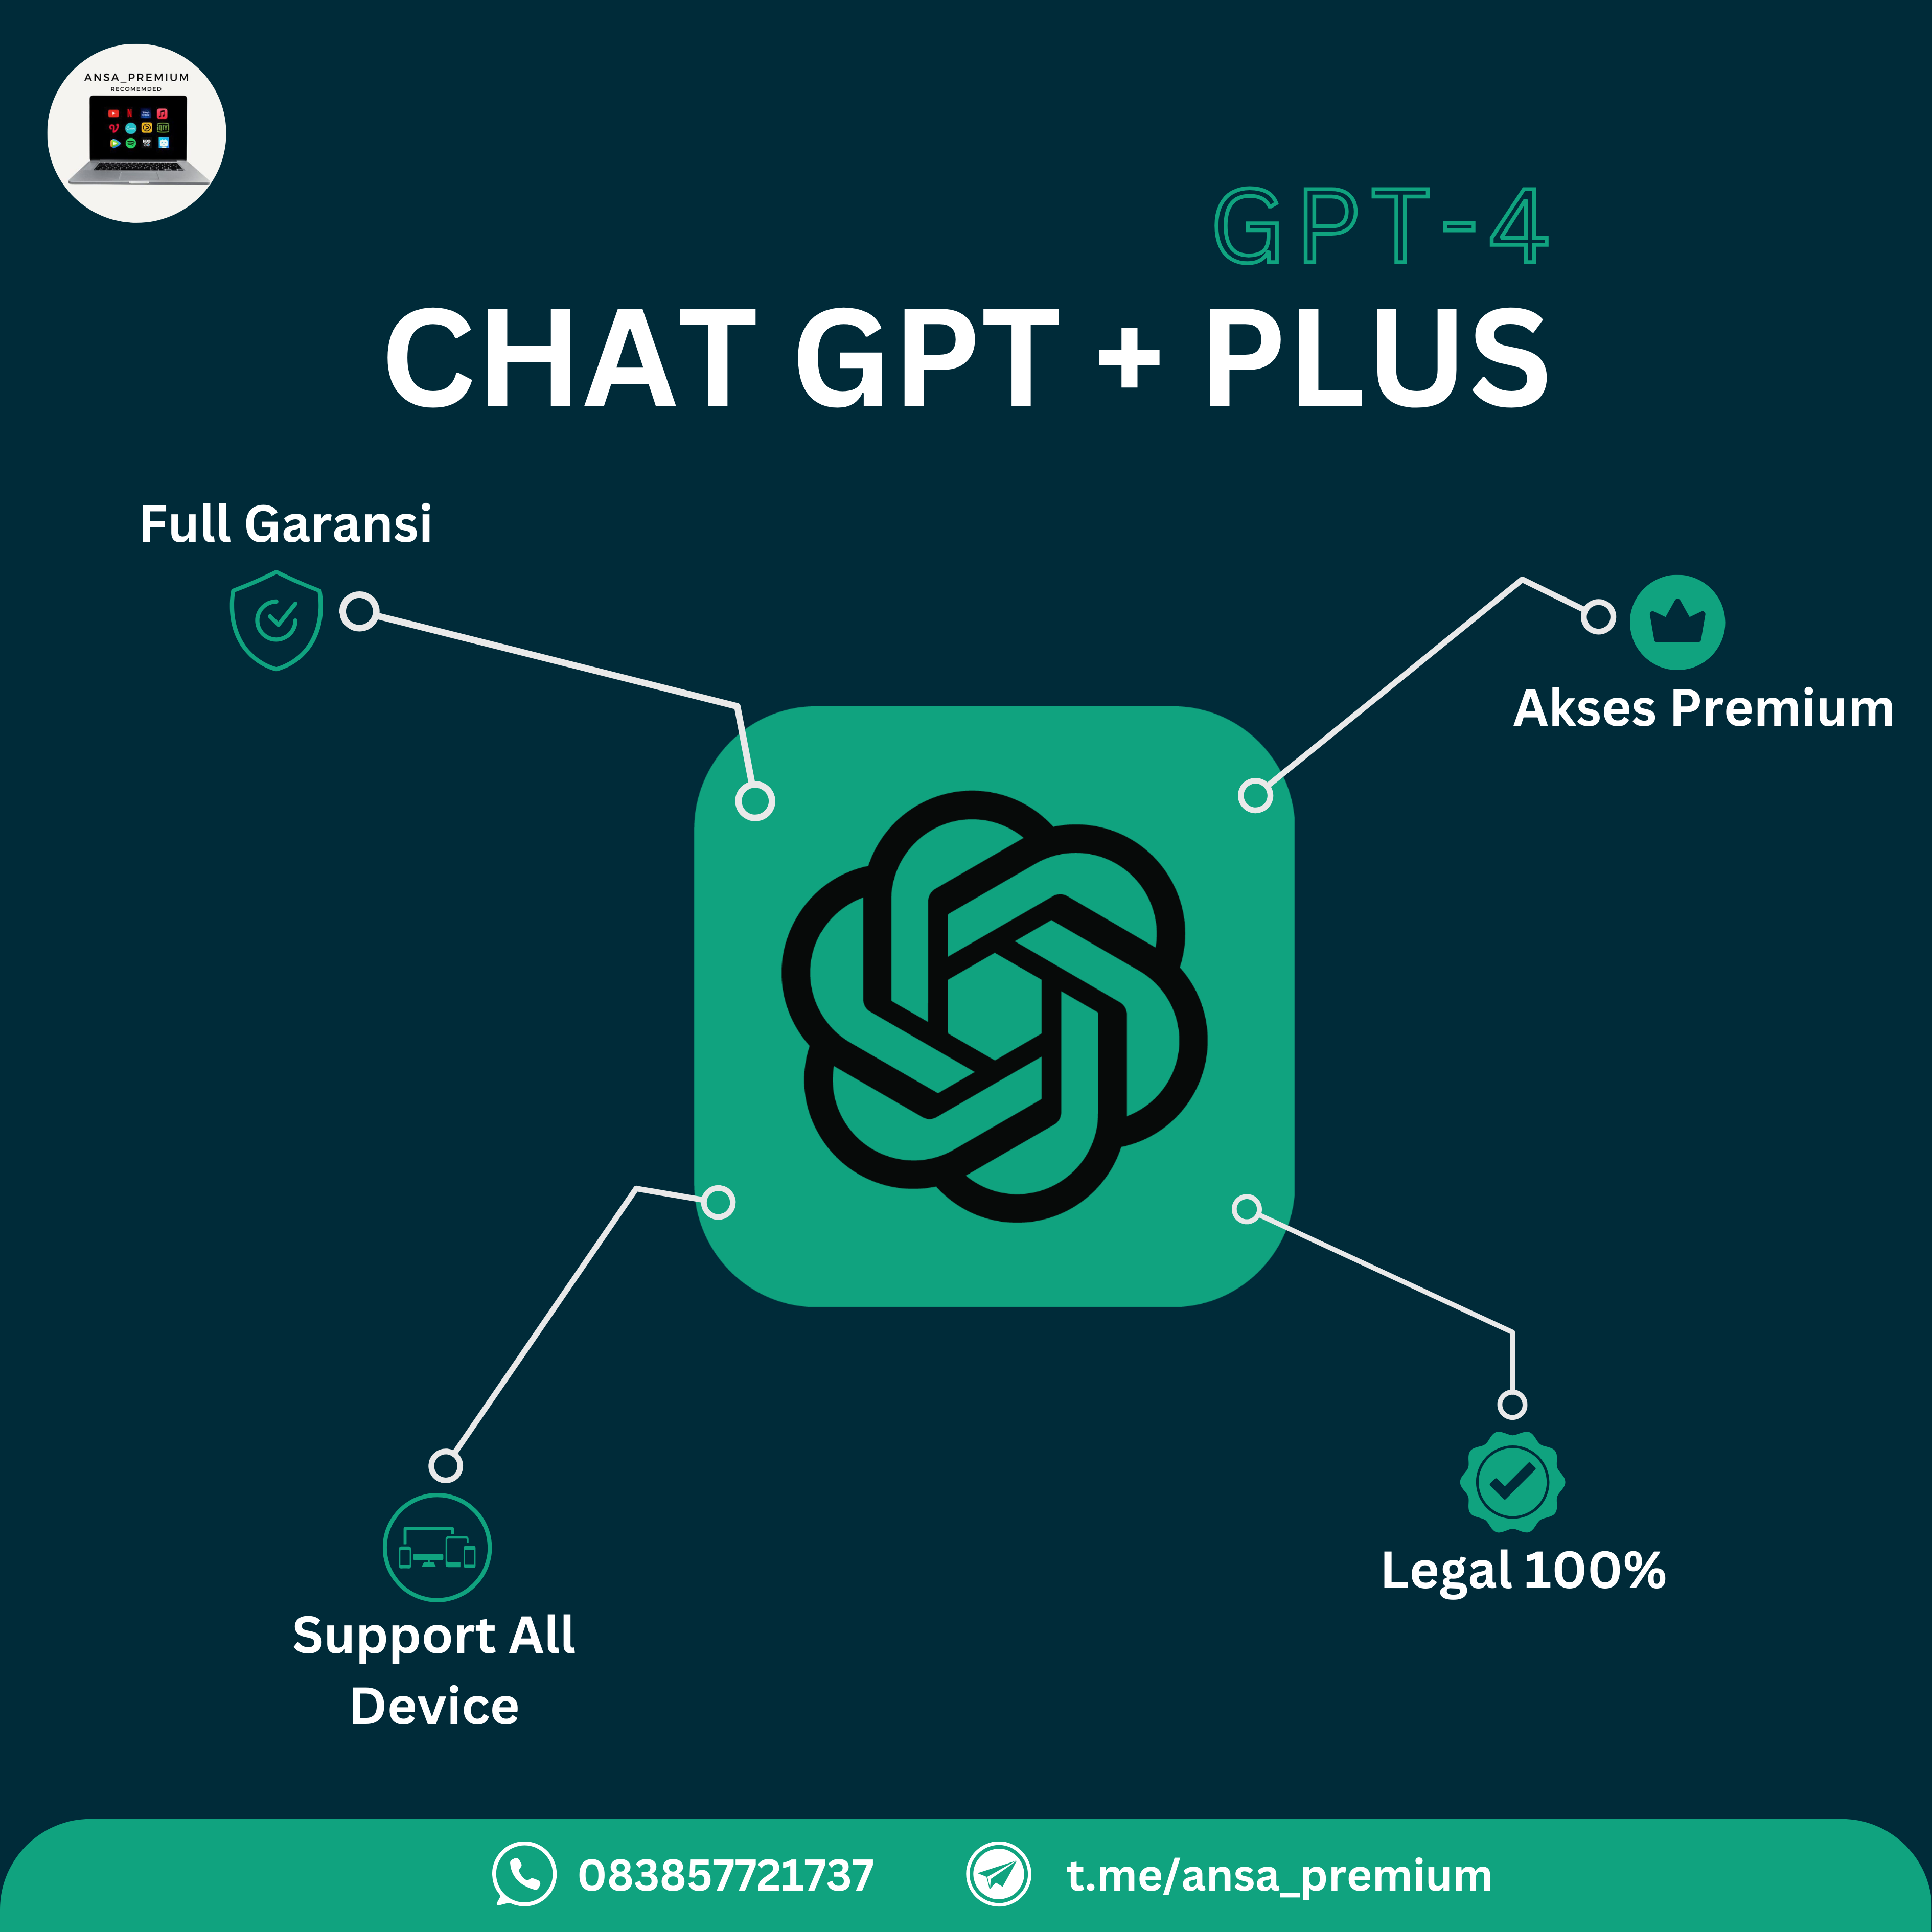 ANSA_PREMIUM
RECOMEMDED
GPT-4
CHAT GPT + PLUS
Full Garansi
Akses Premium
Legal 100%
Support All
Device
083857721737
t.me/ansa_premium